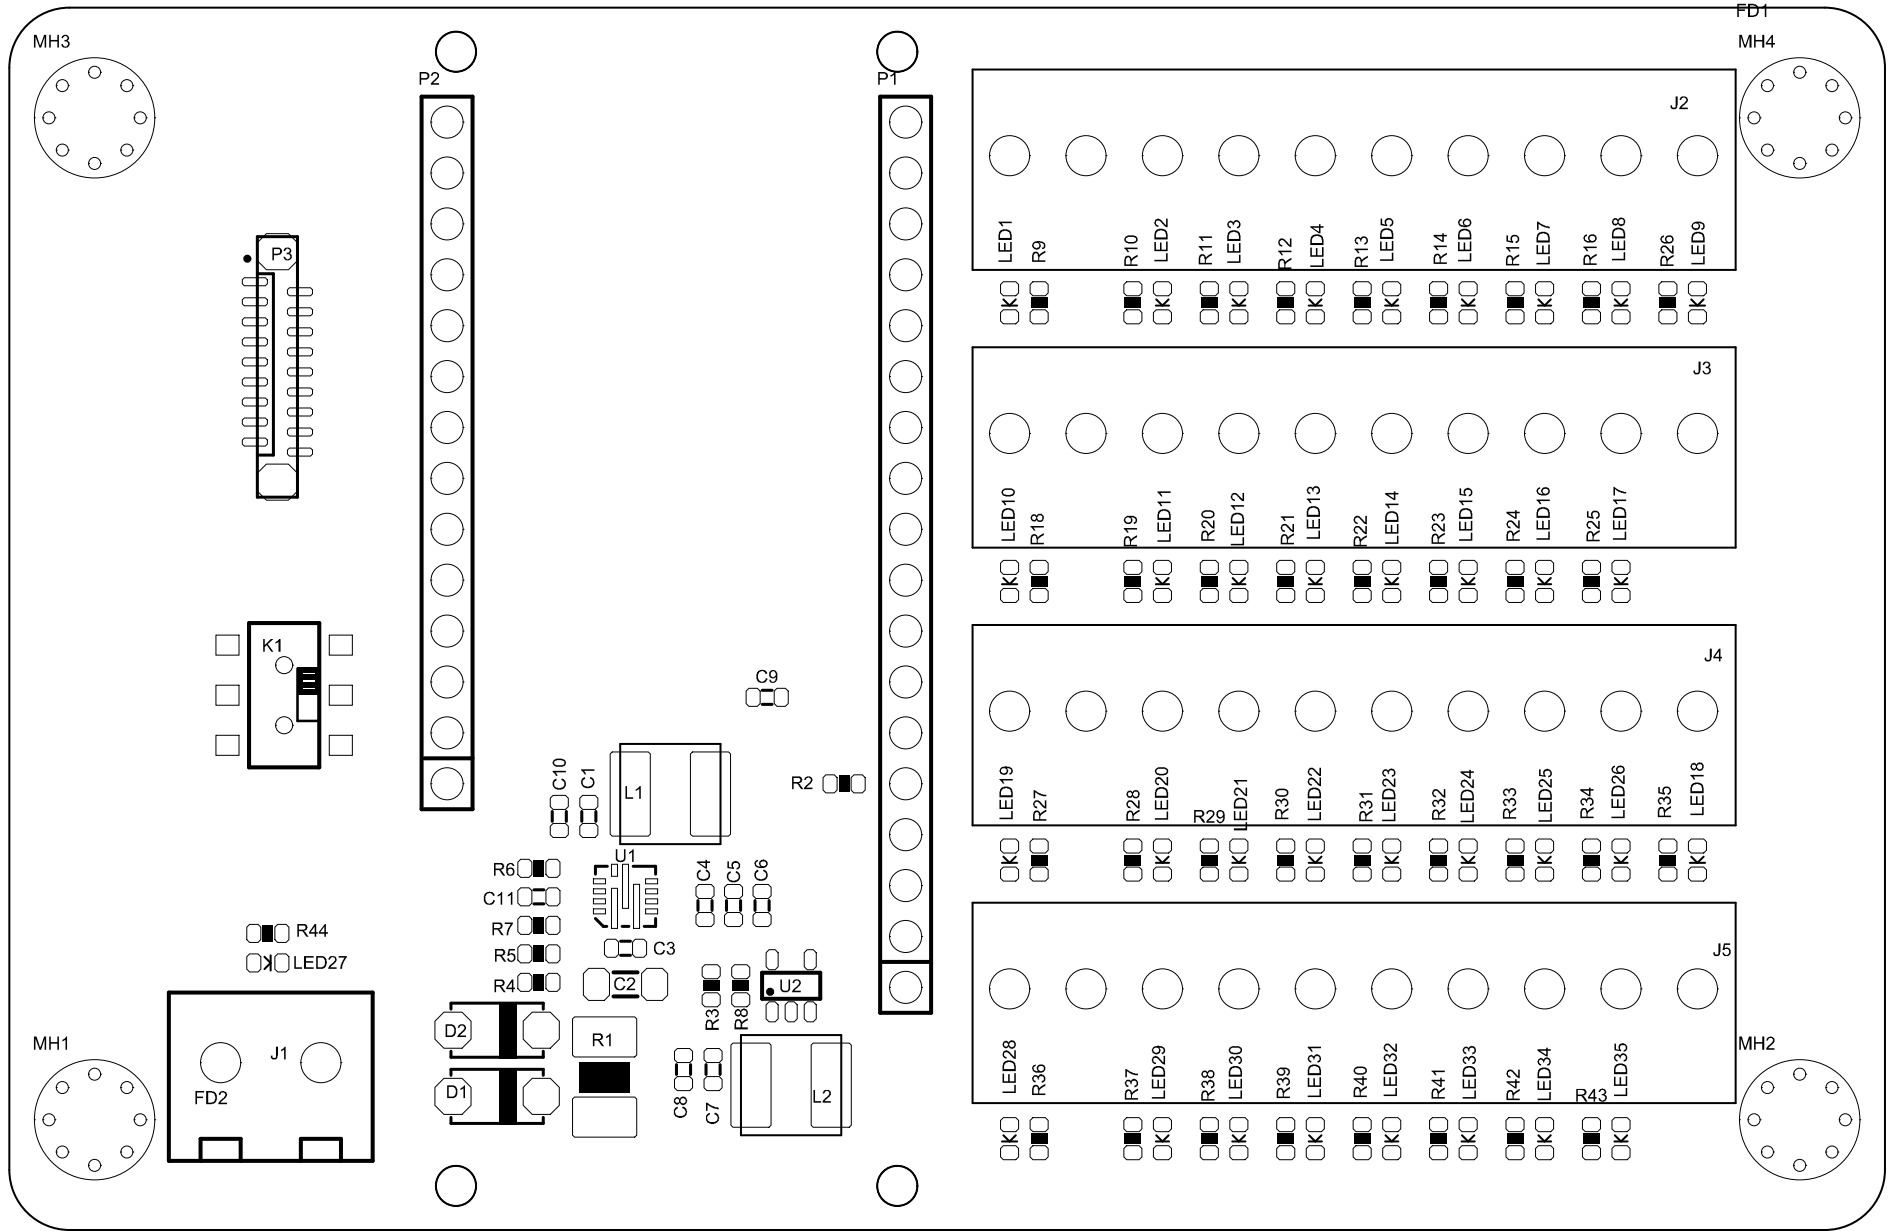 FD1
MH3
MH4
P2
P1
J2
LED1
R9
R10
LED2
R11
LED3
R12
LED4
R13
LED5
R14
LED6
R15
LED7
R16
LED8
R26
LED9
P3
K
K
K
K
K
K
K
K
K
J3
LED10
R18
R19
LED11
R20
LED12
R21
LED13
R22
LED14
R23
LED15
R24
LED16
R25
LED17
K
K
K
K
K
K
K
K
K1
J4
C9
R2
C10
C1
L1
LED19
R27
R28
LED20
R29
LED21
R30
LED22
R31
LED23
R32
LED24
R33
LED25
R34
LED26
R35
LED18
K
K
K
K
K
K
K
K
K
U1
R6
C11
R7
R5
R4
C4
C5
C6
C3
C2
R44
K
LED27
U2
R3
R8
J5
D2
R1
D1
J1
FD2
MH1
MH2
C8
C7
L2
LED28
R36
R37
LED29
R38
LED30
R39
LED31
R40
LED32
R41
LED33
R42
LED34
R43
LED35
K
K
K
K
K
K
K
K